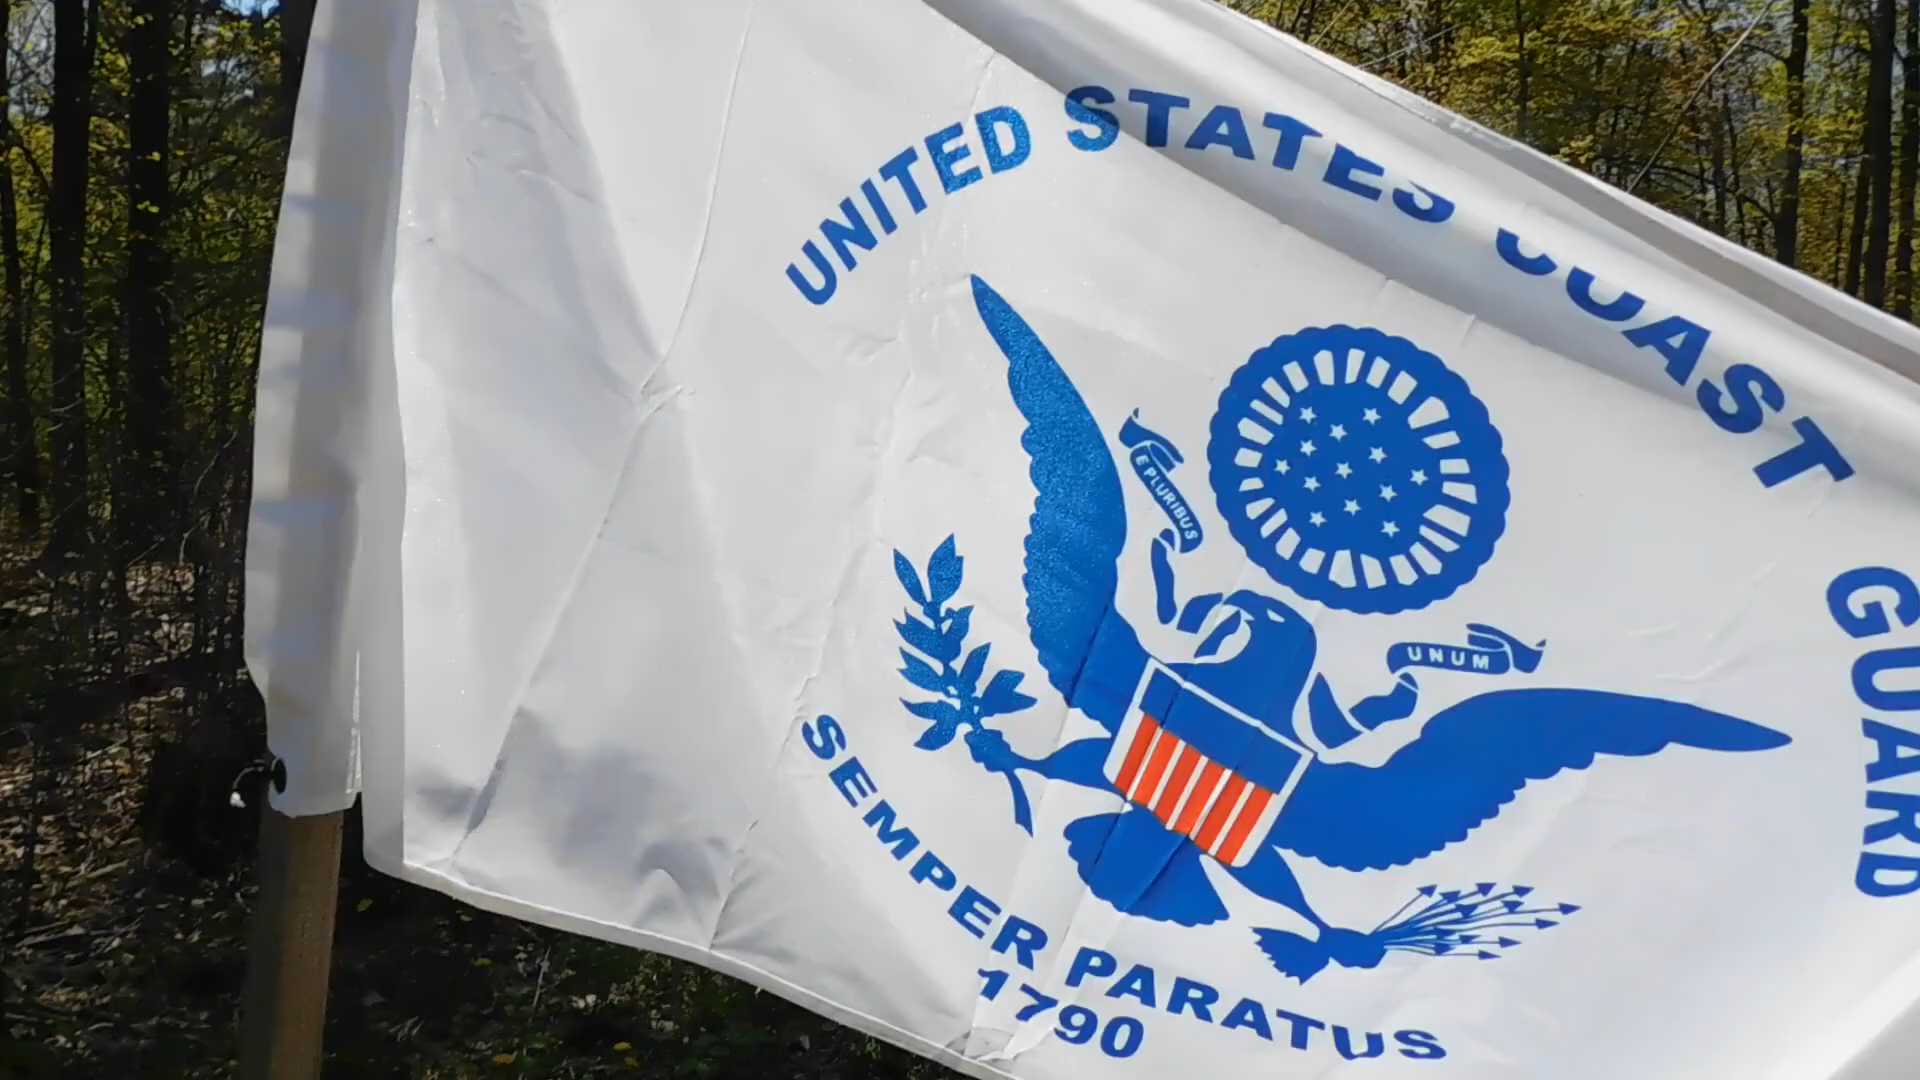 UNITED STATES COAST GUARD
E PLURIBUS
UNUM
SEMPER PARATUS
1790